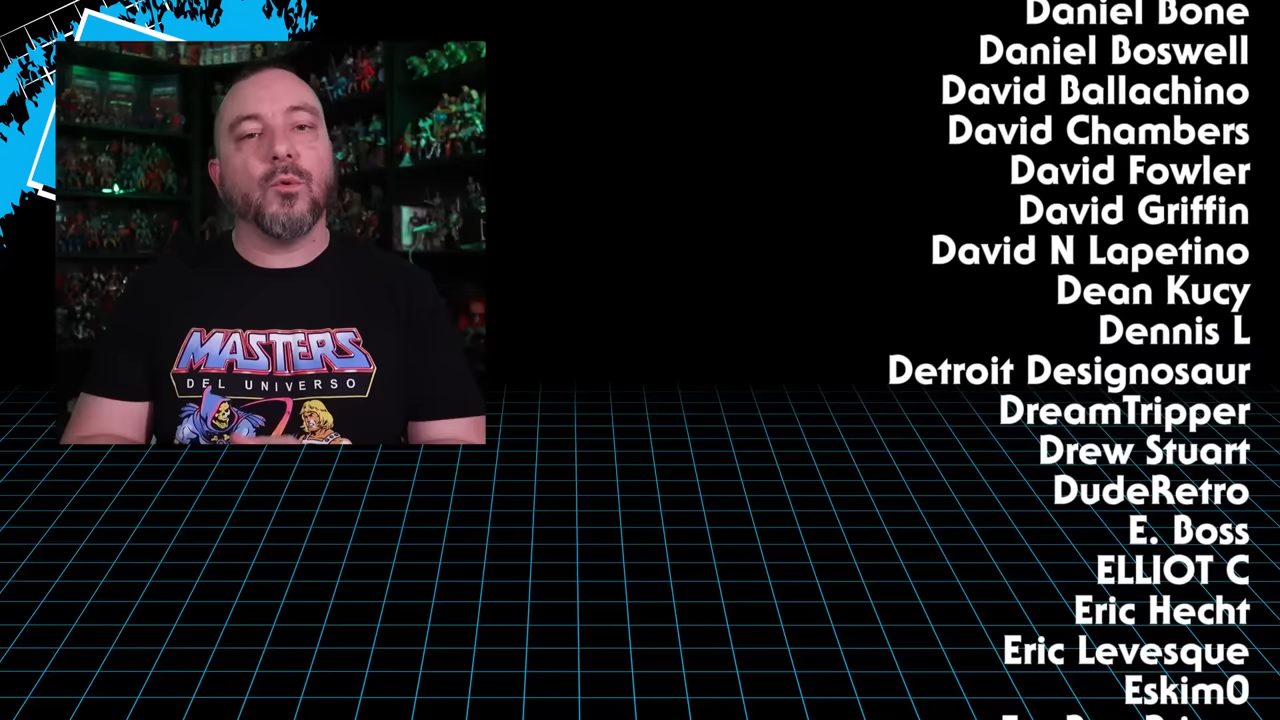 MASTERS
DEL UNIVERSO
Daniel Bone
Daniel Boswell
David Ballachino
David Chambers
David Fowler
David Griffin
David N Lapetino
Dean Kucy
Dennis L
Detroit Designosaur
DreamTripper
Drew Stuart
DudeRetro
E. Boss
ELLIOT C
Eric Hecht
Eric Levesque
Eskim0